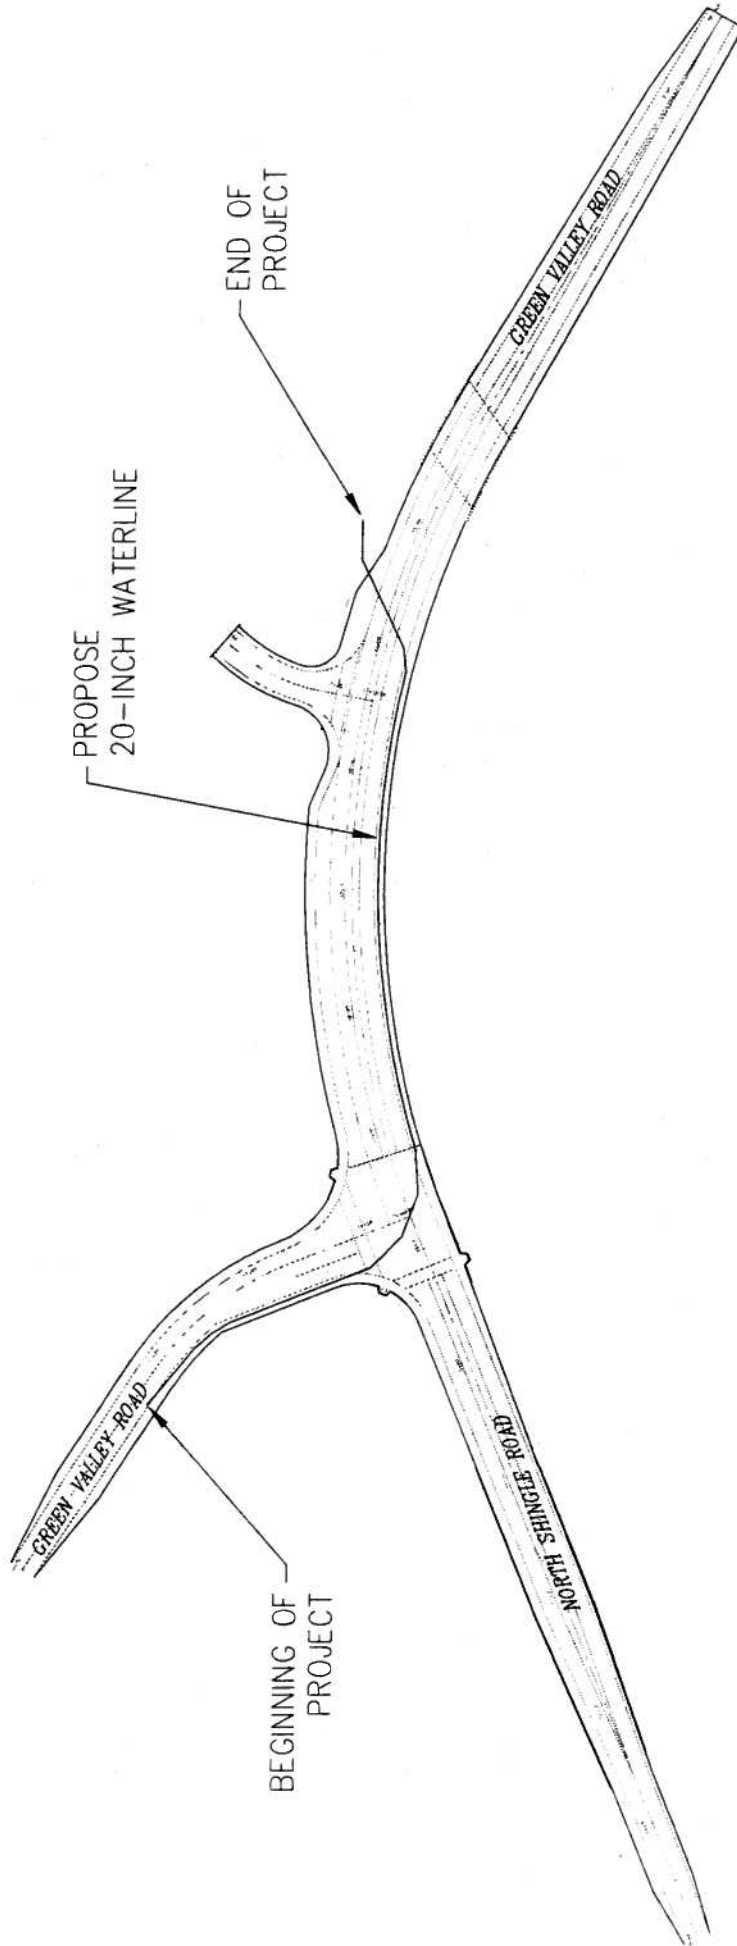 GREEN VALLEY ROAD
BEGINNING OF
PROJECT
NORTH SHINGLE ROAD
PROPOSE
20-INCH WATERLINE
END OF
PROJECT
GREEN VALLEY ROAD